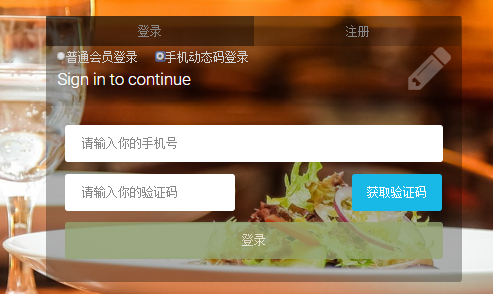 登录 注册
普通会员登录 手机动态码登录
Sign in to continue
请输入你的手机号
请输入你的验证码 获取验证码
登录